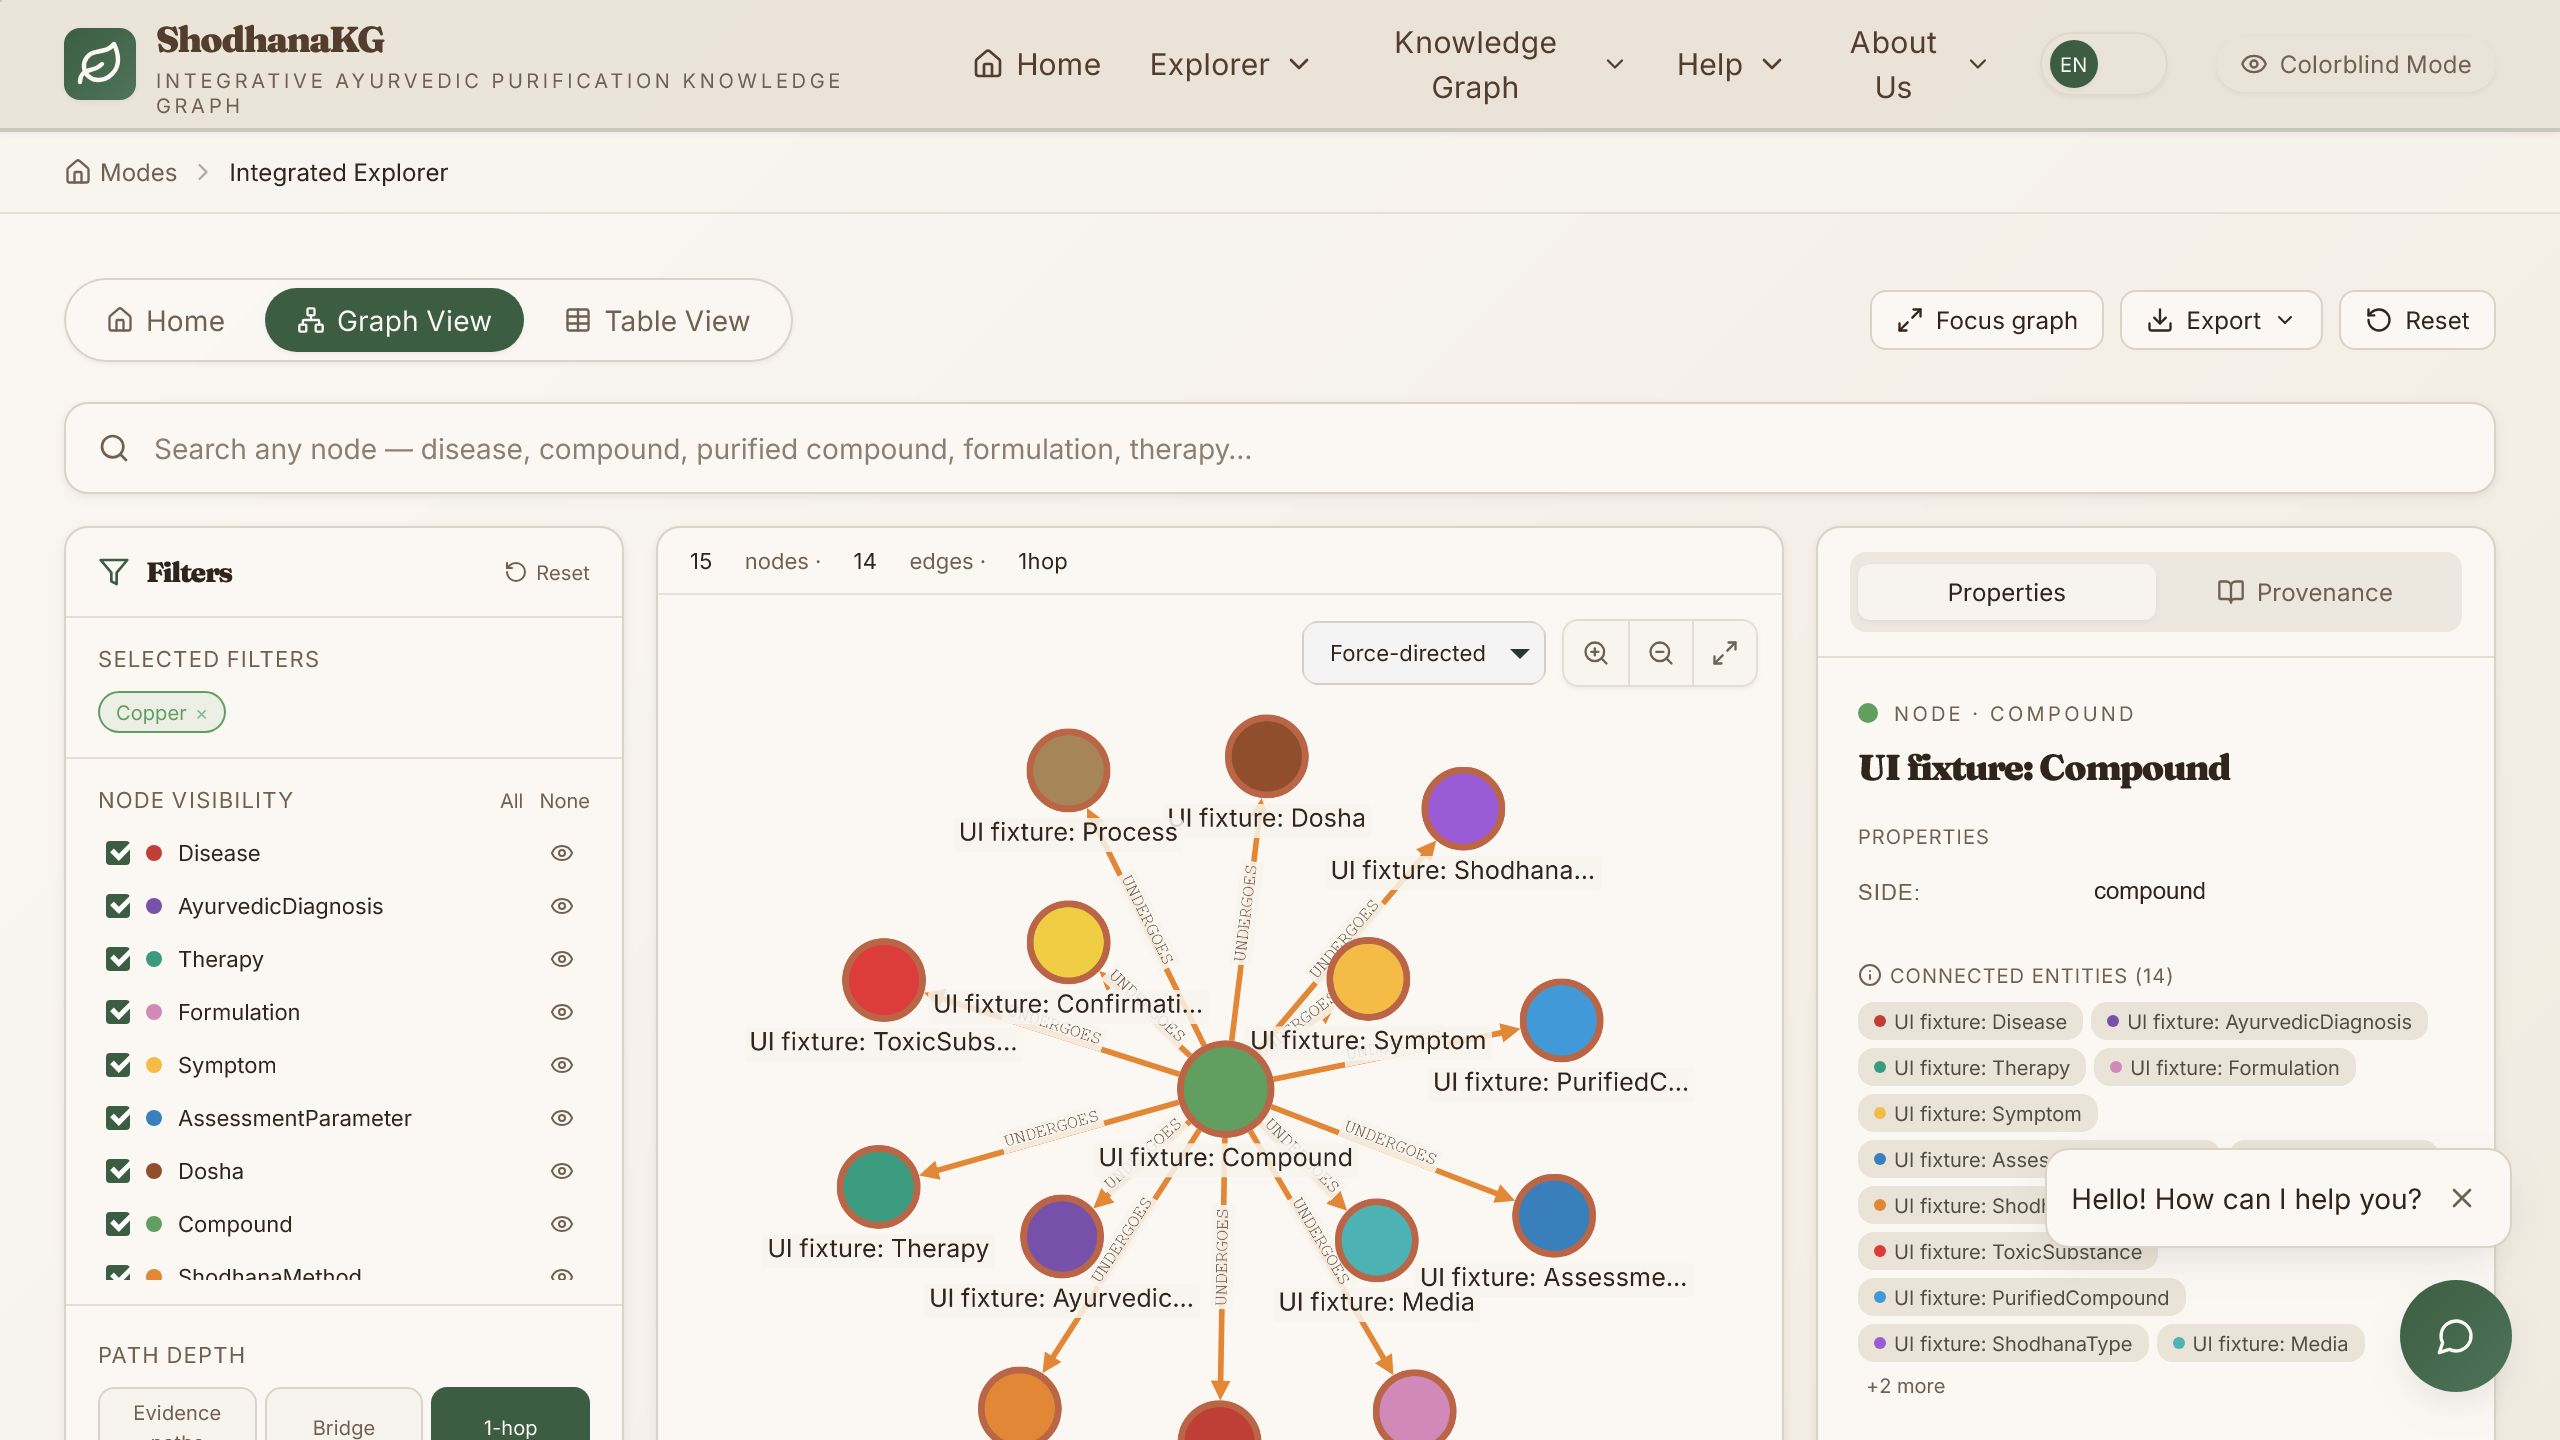 ShodhanaKG
INTEGRATIVE AYURVEDIC PURIFICATION KNOWLEDGE
GRAPH
Home
Explorer
Knowledge
Graph
Help
About
Us
EN
Colorblind Mode
Modes
Integrated Explorer
Home
Graph View
Table View
Focus graph
Export
Reset
Search any node — disease, compound, purified compound, formulation, therapy...
Filters
Reset
SELECTED FILTERS
Copper ×
NODE VISIBILITY
All None
Disease
AyurvedicDiagnosis
Therapy
Formulation
Symptom
AssessmentParameter
Dosha
Compound
ShodhanaMethod
PATH DEPTH
Evidence
paths
Bridge
1-hop
15 nodes · 14 edges · 1hop
Force-directed
UI fixture: Process
UI fixture: Dosha
UI fixture: Shodhana...
UNDERGOES
UNDERGOES
UNDERGOES
UI fixture: Confirmati...
UI fixture: ToxicSubs...
UI fixture: Symptom
UI fixture: PurifiedC...
UNDERGOES
UNDERGOES
UI fixture: Compound
UI fixture: Therapy
UI fixture: Ayurvedic...
UNDERGOES
UNDERGOES
UNDERGOES
UI fixture: Assessme...
UI fixture: Media
Properties
Provenance
NODE · COMPOUND
UI fixture: Compound
PROPERTIES
SIDE: compound
CONNECTED ENTITIES (14)
UI fixture: Disease
UI fixture: AyurvedicDiagnosis
UI fixture: Therapy
UI fixture: Formulation
UI fixture: Symptom
UI fixture: Asses
UI fixture: Shodh
UI fixture: ToxicSubstance
UI fixture: PurifiedCompound
UI fixture: ShodhanaType
UI fixture: Media
+2 more
Hello! How can I help you?